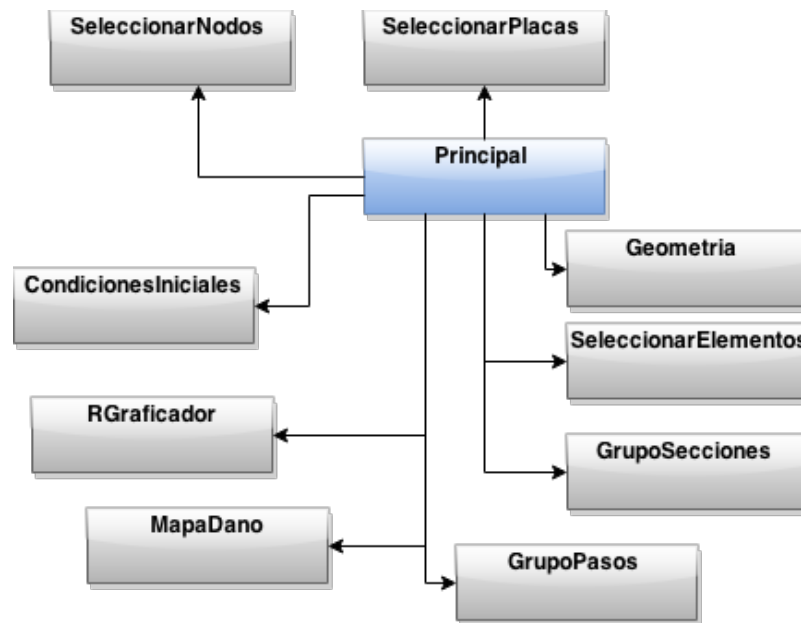 SeleccionarNodos
SeleccionarPlacas
Principal
Geometria
CondicionesIniciales
SeleccionarElementos
RGraficador
GrupoSecciones
MapaDano
GrupoPasos